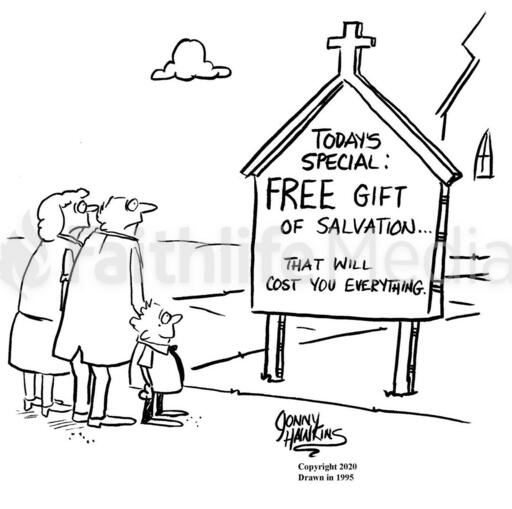 TODAY'S
SPECIAL:
FREE GIFT
OF SALVATION...
THAT WILL
COST YOU EVERYTHING.
Faithlife Media
JONNY
HAWKINS
Copyright 2020
Drawn in 1995